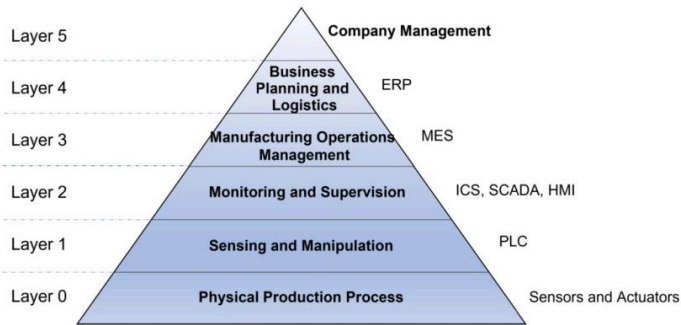 Layer 5
Company Management
Layer 4
Business
Planning and
Logistics
ERP
Layer 3
Manufacturing Operations
Management
MES
Layer 2
Monitoring and Supervision
ICS, SCADA, HMI
Layer 1
Sensing and Manipulation
PLC
Layer 0
Physical Production Process
Sensors and Actuators